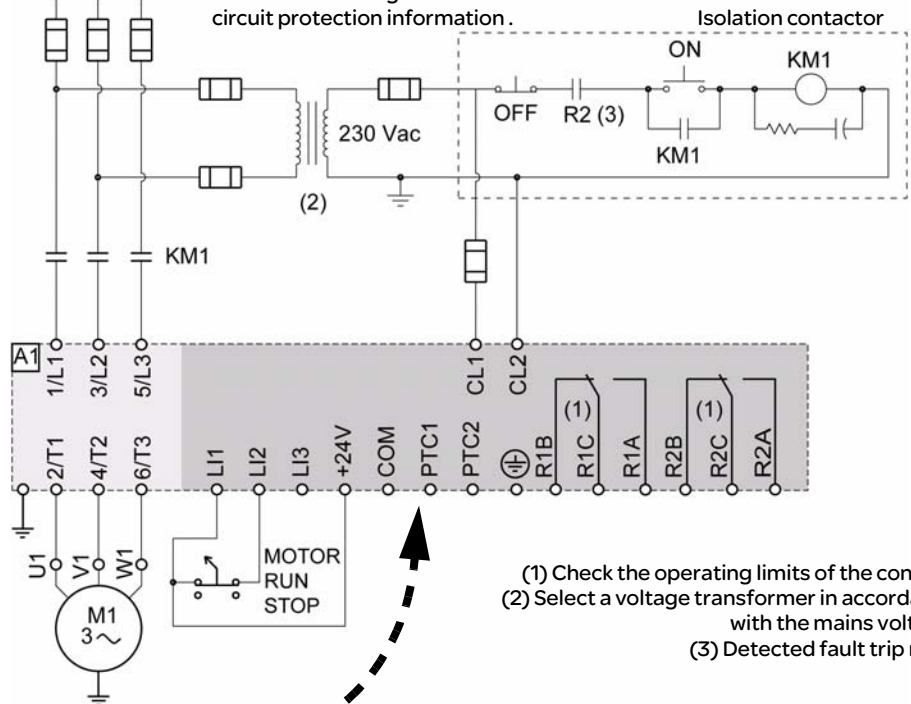 circuit protection information .
Isolation contactor
ON
KM1
OFF
R2 (3)
KM1
230 Vac
(2)
KM1
A1
1/L1
3/L2
5/L3
CL1
CL2
2/T1
4/T2
6/T3
LI1
LI2
LI3
+24V
COM
PTC1
PTC2
R1B
(1)
R1C
R1A
R2B
(1)
R2C
R2A
U1
V1
W1
MOTOR
RUN
STOP
M1
3~
(1) Check the operating limits of the
(2) Select a voltage transformer in
with the mains
(3) Detected fault trip